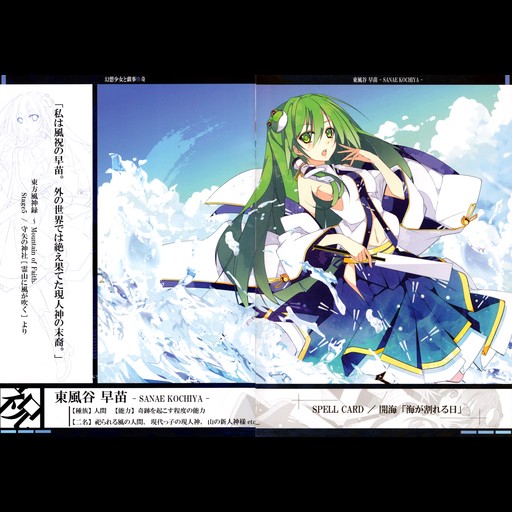 幻想少女と叙事☆奇
東風谷 早苗 - SANAE KOCHIYA -
「私は風祝の早苗。 外の世界では絶え果てた現人神の末裔。」
東方風神録 ～ Mountain of Faith.
Stage5 ／ 守矢の神社「霊山に風が吹く」より
東風谷 早苗 - SANAE KOCHIYA -
【種族】人間 【能力】奇跡を起こす程度の能力
【二名】祀られる風の人間、現代っ子の現人神、山の新人神様 etc
SPELL CARD ／ 開海「海が割れる日」